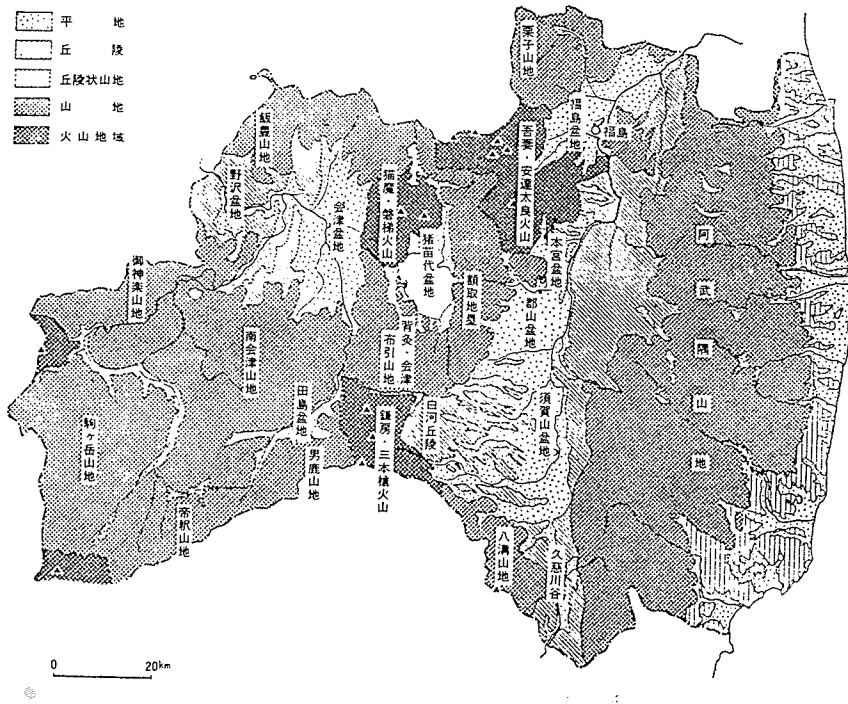 平地
丘陵
丘陵状山地
山地
火山地域
栗子山地
福島盆地
福島
吾妻・安達太良火山
飯豊山地
野沢盆地
会津盆地
猫魔・磐梯火山
猪苗代盆地
本宮盆地
御神楽山地
額取地塁
郡山盆地
阿武隈山地
南会津山地
背炙・会津
布引山地
田島盆地
鎌房・三本槍火山
白河丘陵
須賀山盆地
駒ヶ岳山地
男鹿山地
帝釈山地
八溝山地
久慈川谷
0 20km